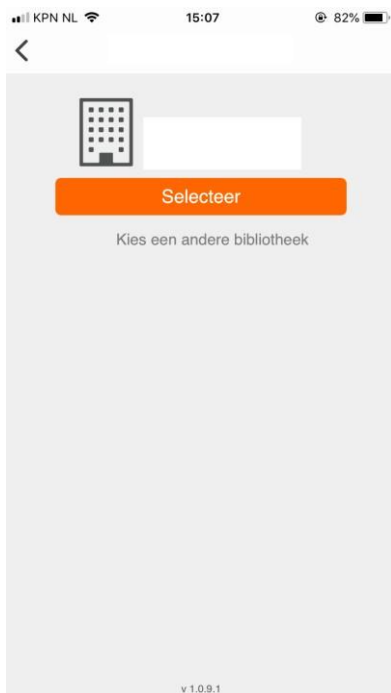 KPN NL 15:07 82%
Selecteer
Kies een andere bibliotheek
v 1.0.9.1